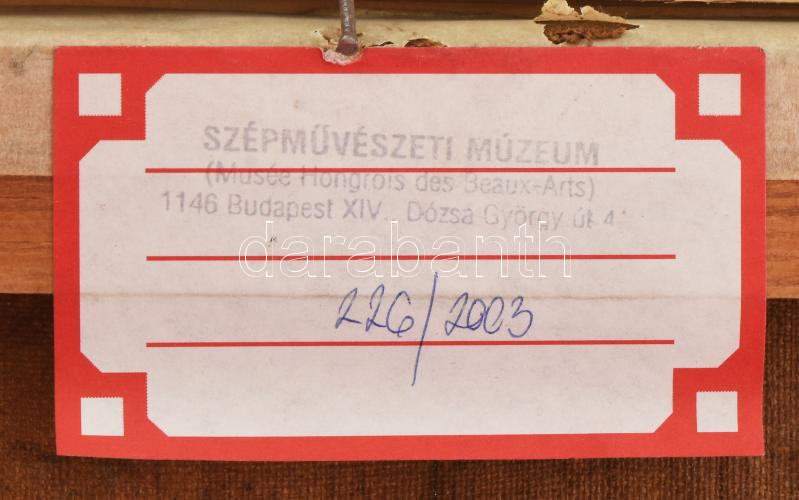 SZÉPMŰVÉSZETI MÚZEUM
(Musée Hongrois des Beaux-Arts)
1146 Budapest XIV., Dózsa György út 41
darabanth
226/2003